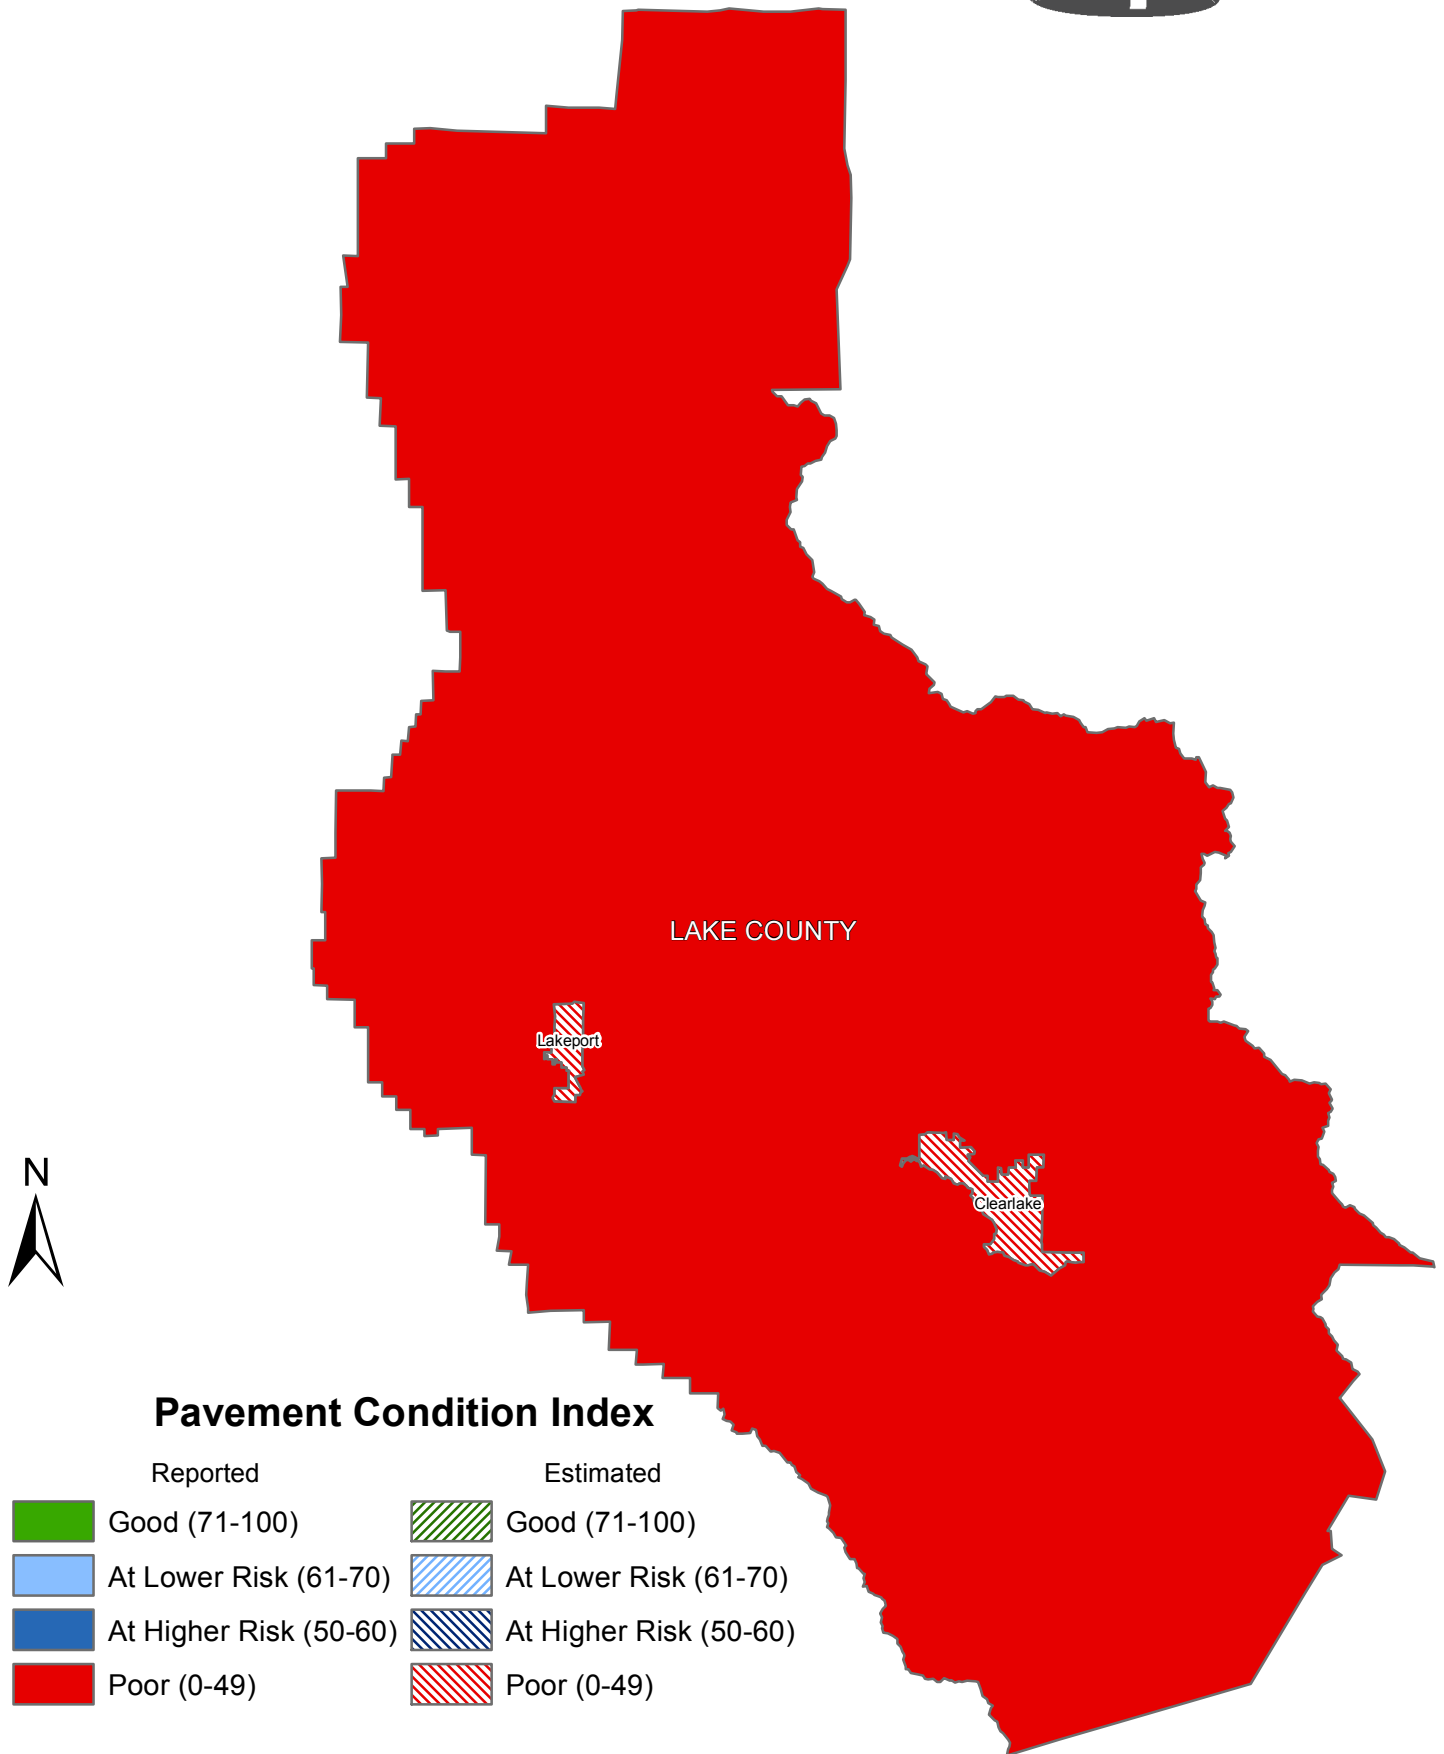 LAKE COUNTY
Lakeport
Clearlake
N
Pavement Condition Index
Reported
Estimated
Good (71-100)
Good (71-100)
At Lower Risk (61-70)
At Lower Risk (61-70)
At Higher Risk (50-60)
At Higher Risk (50-60)
Poor (0-49)
Poor (0-49)